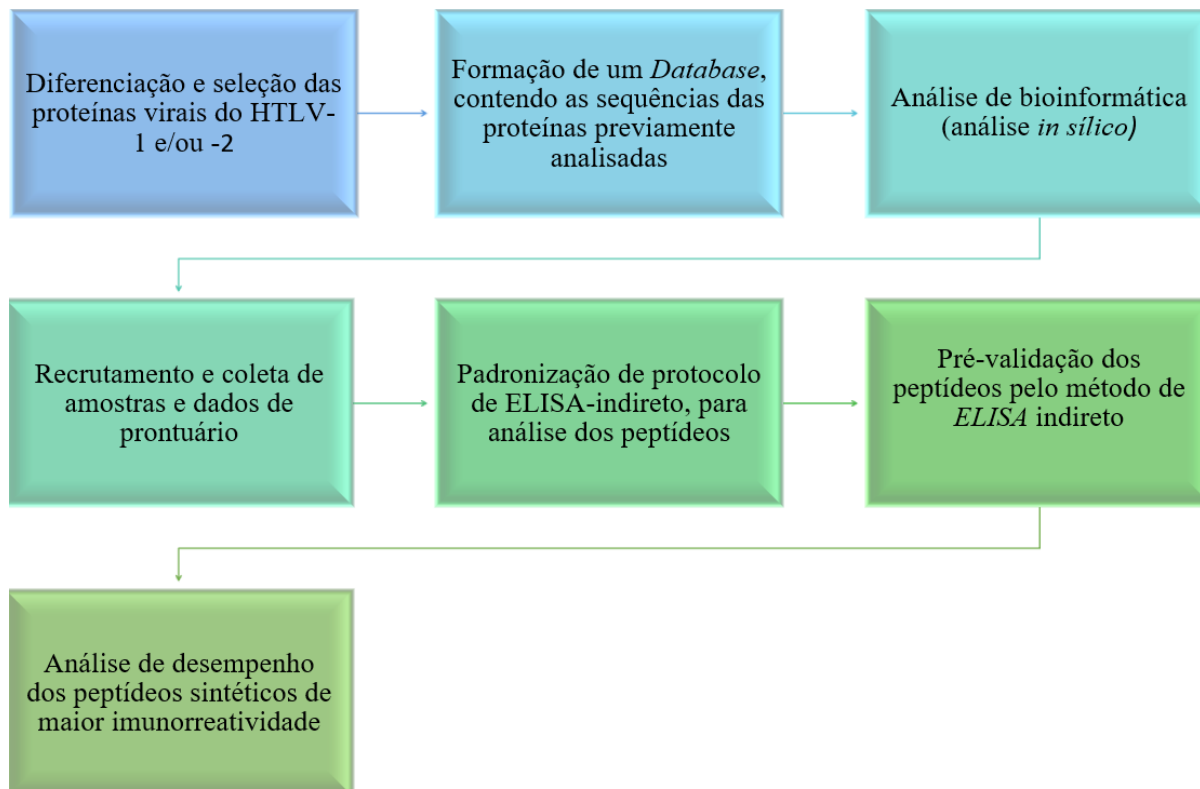 Diferenciação e seleção das
proteínas virais do HTLV-
1 e/ou -2
Formação de um Database,
contendo as sequências das
proteínas previamente
analisadas
Análise de bioinformática
(análise in sílico)
Recrutamento e coleta de
amostras e dados de
prontuário
Padronização de protocolo
de ELISA-indireto, para
análise dos peptídeos
Pré-validação dos
peptídeos pelo método de
ELISA indireto
Análise de desempenho
dos peptídeos sintéticos de
maior imunorreatividade